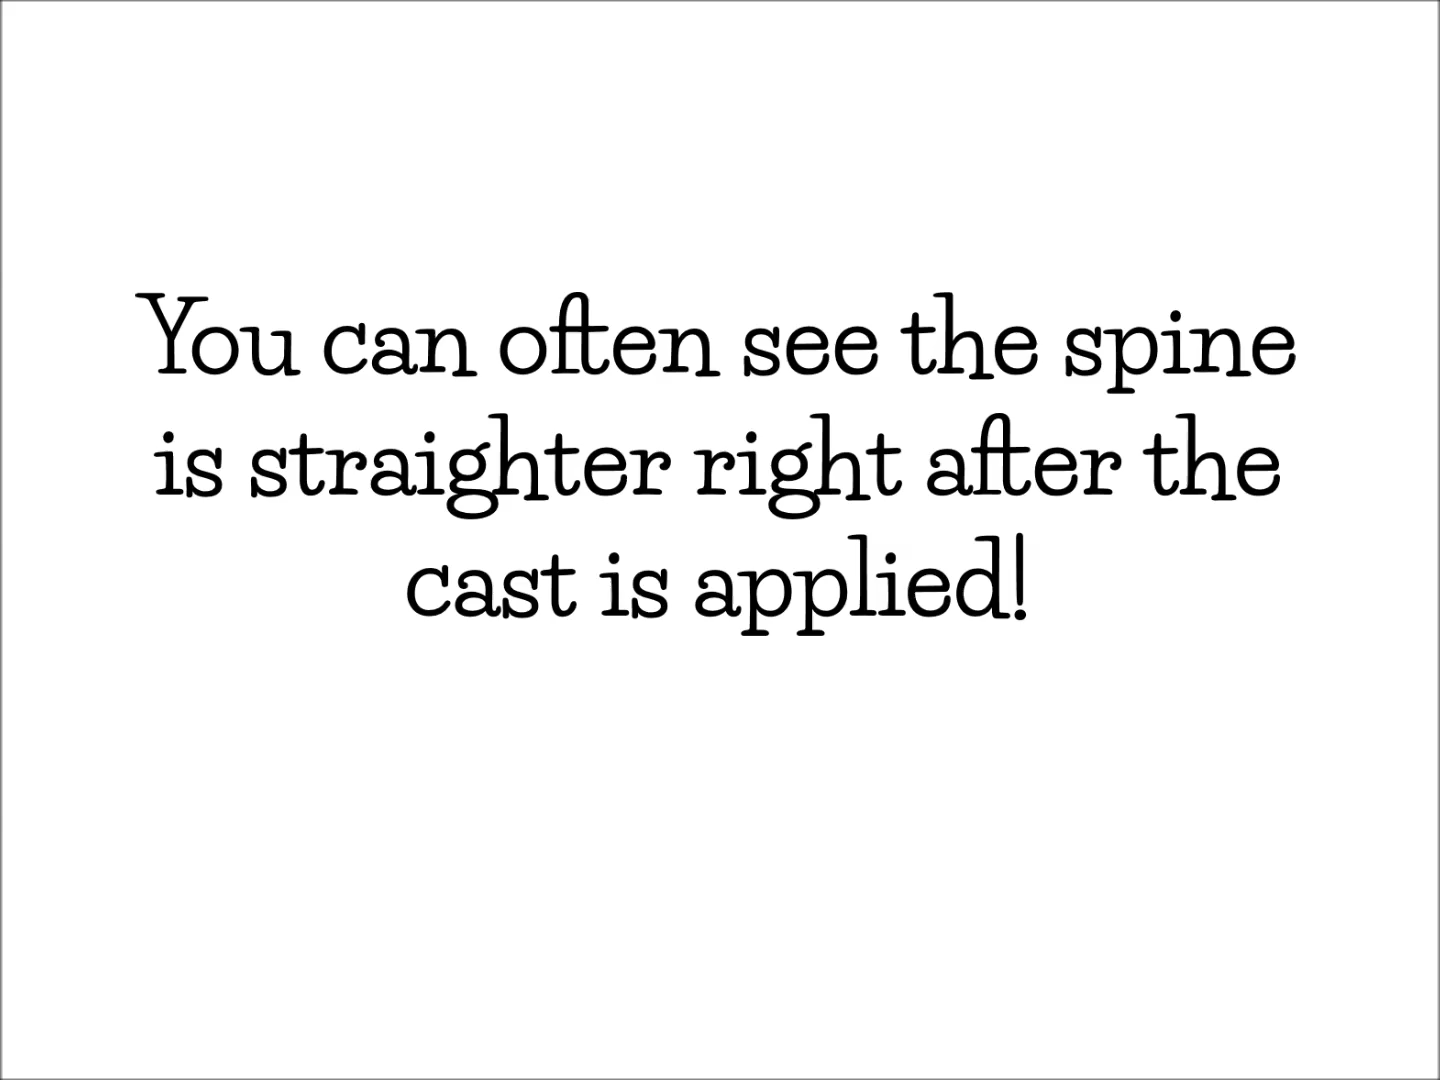 You can often see the spine
is straighter right after the
cast is applied!